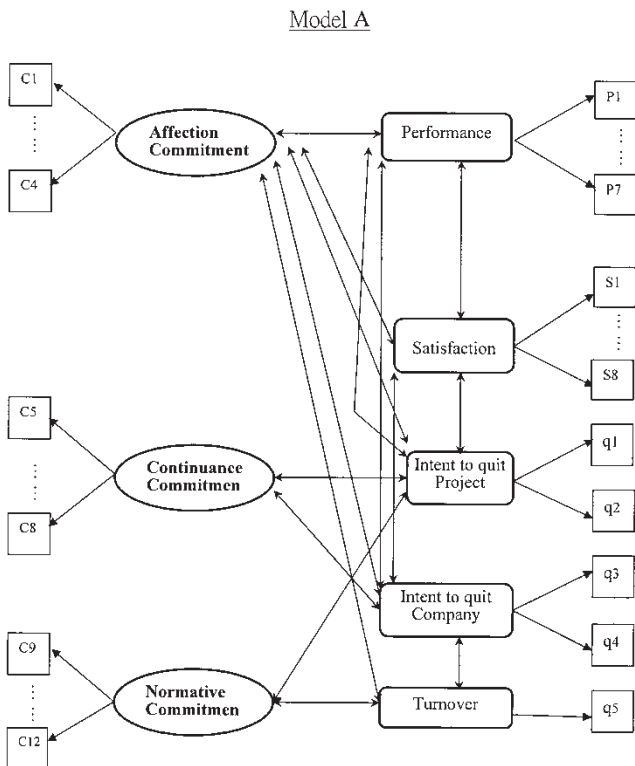 Model A
C1
C4
Affection
Commitment
Performance
P1
P7
Satisfaction
S1
S8
C5
C8
Continuance
Commitmen
Intent to quit
Project
q1
q2
Intent to quit
Company
q3
q4
C9
C12
Normative
Commitmen
Turnover
q5